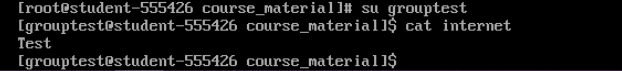 [root@student-555426 course_material]# su grouptest
[grouptest@student-555426 course_material]$ cat internet
Test
[grouptest@student-555426 course_material]$